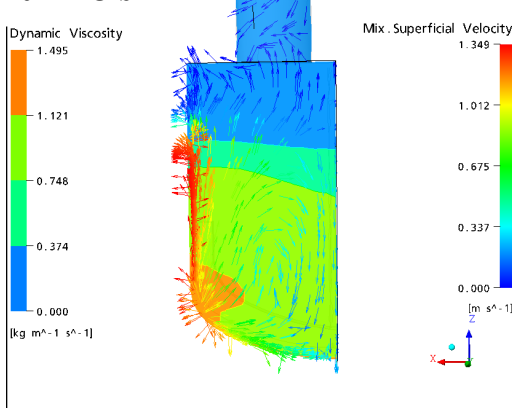 Dynamic Viscosity
1.495
1.121
0.748
0.374
0.000
[kg m^-1 s^-1]
Mix.Superficial Velocity
1.349
1.012
0.675
0.337
0.000
[m s^-1]
Z
X